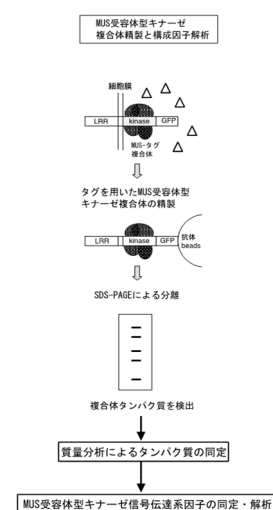 MUS受容体型キナーゼ
複合体精製と構成因子解析
細胞膜
LRR kinase GFP
MUS-タグ
複合体
タグを用いたMUS受容体型
キナーゼ複合体の精製
LRR kinase GFP 抗体
beads
SDS-PAGEによる分離
複合体タンパク質を検出
質量分析によるタンパク質の同定
MUS受容体型キナーゼ信号伝達系因子の同定・解析